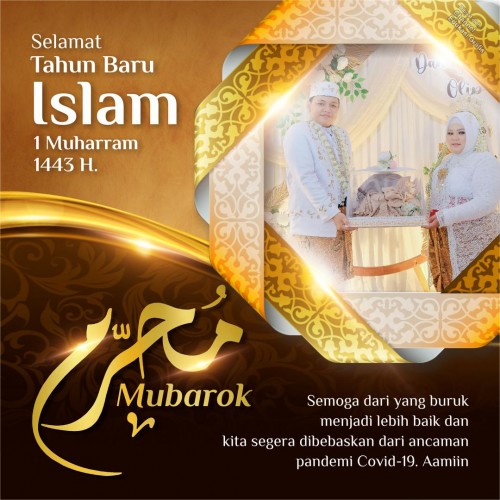 Selamat
Tahun Baru
Islam
1 Muharram
1443 H.
مُحَرَّم
Mubarok
Semoga dari yang buruk
menjadi lebih baik dan
kita segera dibebaskan dari ancaman
pandemi Covid-19. Aamiin